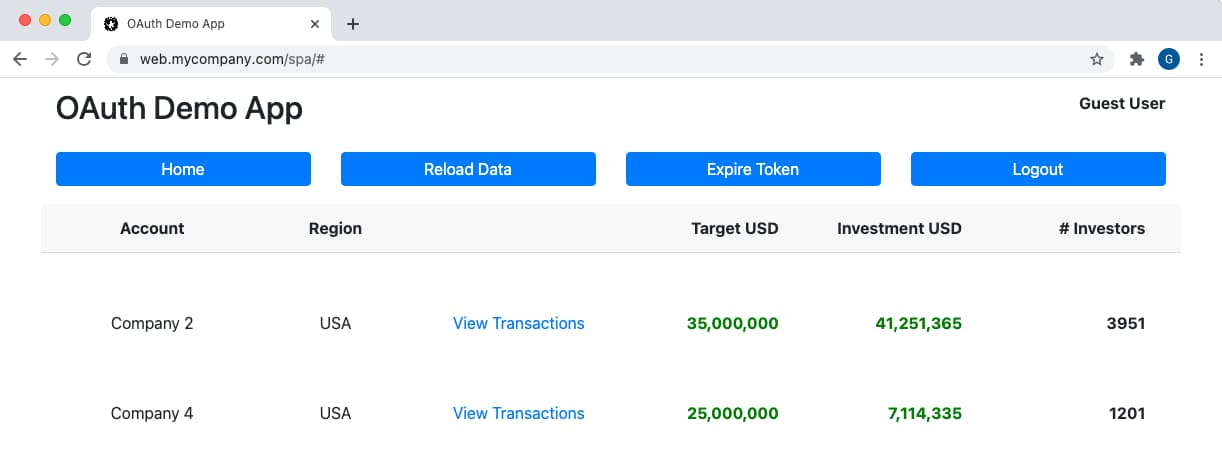 OAuth Demo App
web.mycompany.com/spa/#
G
OAuth Demo App
Guest User
Home Reload Data Expire Token Logout
Account Region Target USD Investment USD # Investors
Company 2 USA View Transactions 35,000,000 41,251,365 3951
Company 4 USA View Transactions 25,000,000 7,114,335 1201